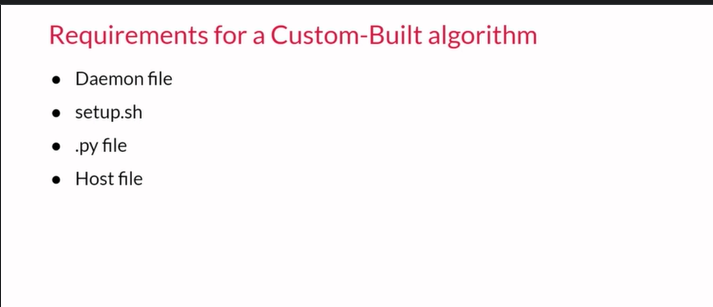 Requirements for a Custom-Built algorithm
● Daemon file
● setup.sh
● .py file
● Host file